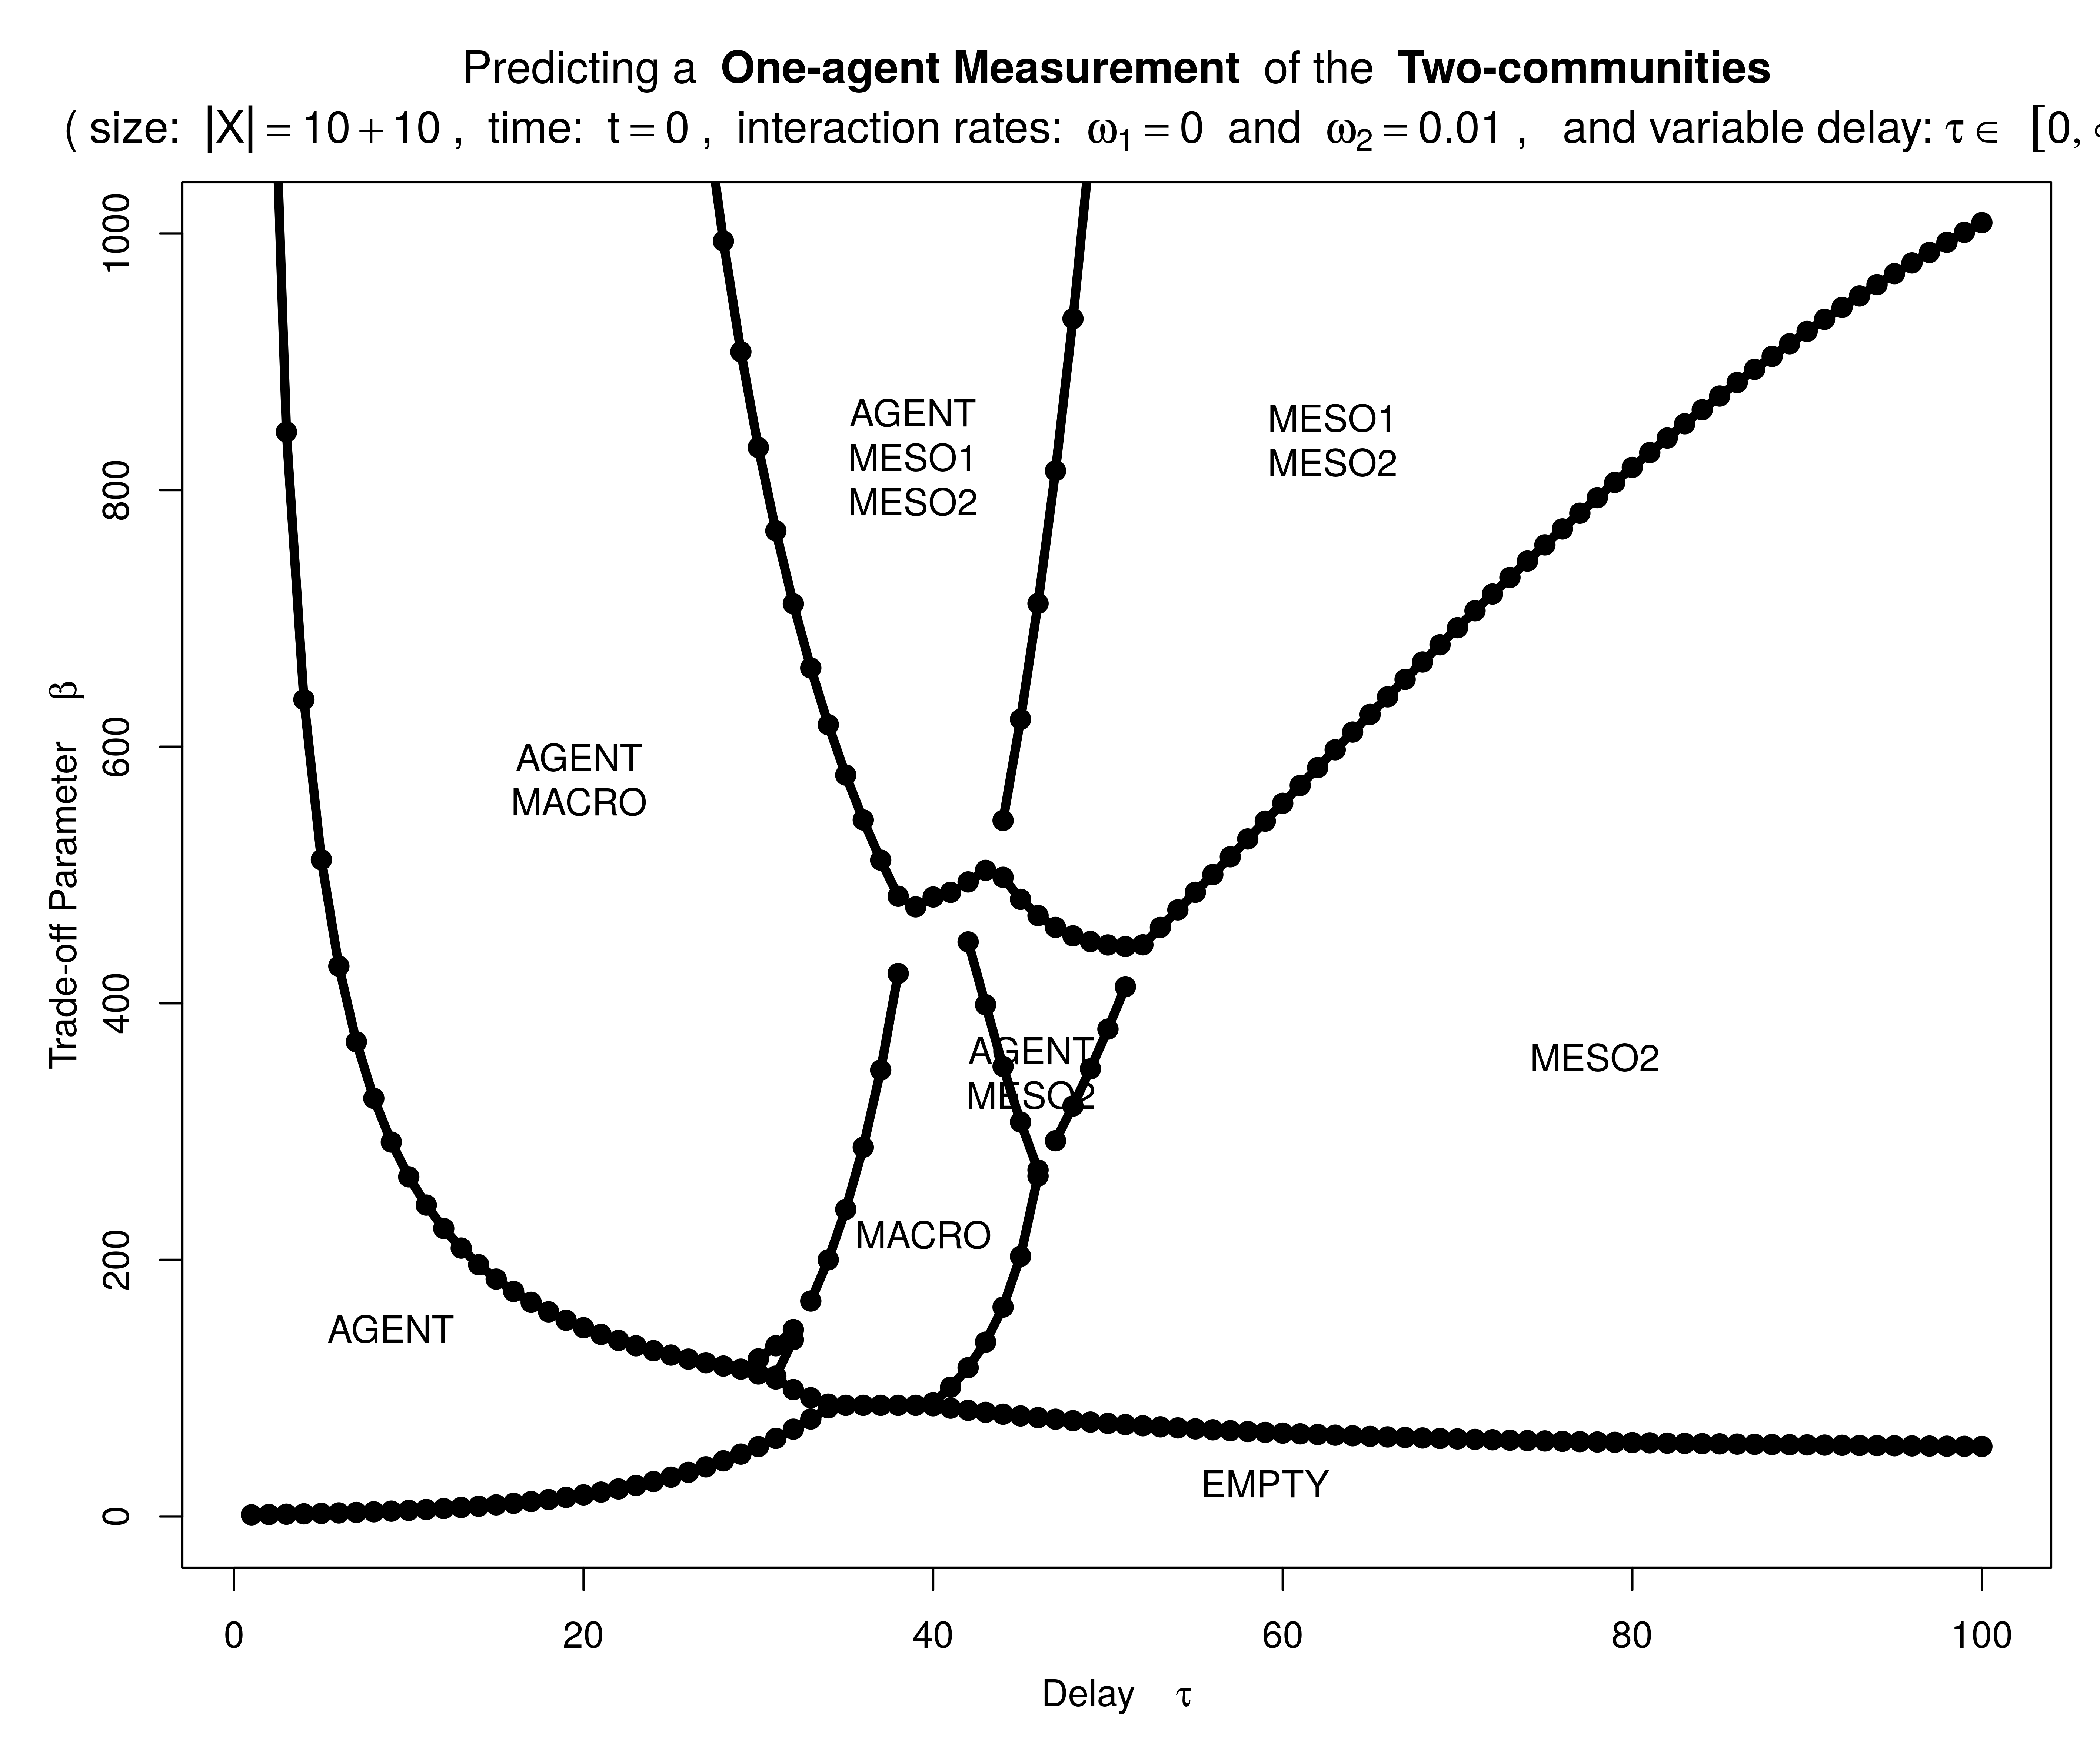 Predicting a One-agent Measurement of the Two-communities
( size: |X| = 10 + 10 , time: t = 0 , interaction rates: ω1 = 0 and ω2 = 0.01 , and variable delay: τ ∈ [0,
1000
800
600
400
200
0
Trade-off Parameter β
AGENT
MESO1
MESO2
MESO1
MESO2
AGENT
MACRO
AGENT
MESO2
MESO2
MACRO
AGENT
EMPTY
0 20 40 60 80 100
Delay τ